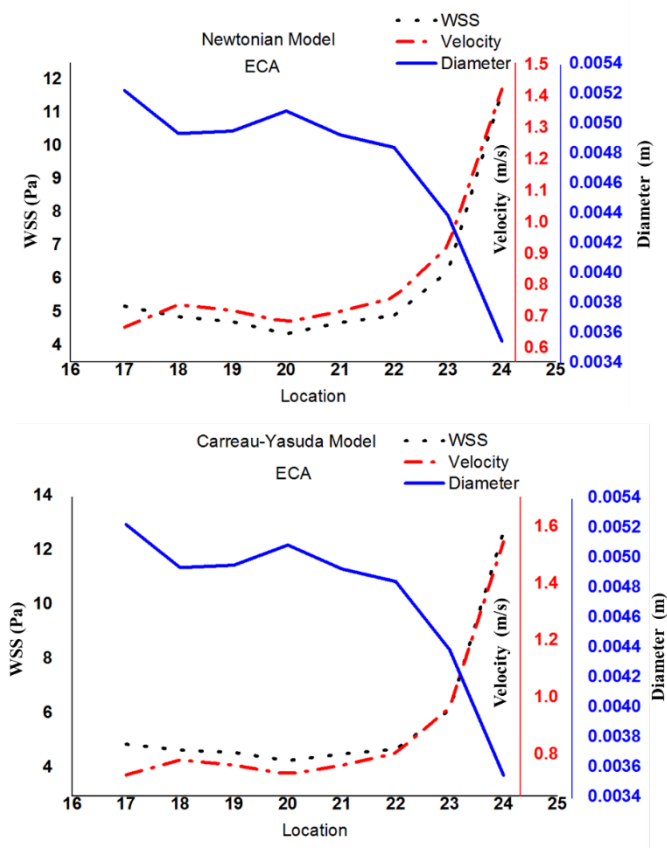 Newtonian Model
ECA
WSS
Velocity
Diameter
12
11
10
9
8
7
6
5
4
WSS (Pa)
1.5
1.4
1.3
1.2
1.1
1.0
0.9
0.8
0.7
0.6
Velocity (m/s)
0.0054
0.0052
0.0050
0.0048
0.0046
0.0044
0.0042
0.0040
0.0038
0.0036
0.0034
Diameter (m)
16 17 18 19 20 21 22 23 24 25
Location
Carreau-Yasuda Model
ECA
WSS
Velocity
Diameter
14
12
10
8
6
4
WSS (Pa)
1.6
1.4
1.2
1.0
0.8
Velocity (m/s)
0.0054
0.0052
0.0050
0.0048
0.0046
0.0044
0.0042
0.0040
0.0038
0.0036
0.0034
Diameter (m)
16 17 18 19 20 21 22 23 24 25
Location